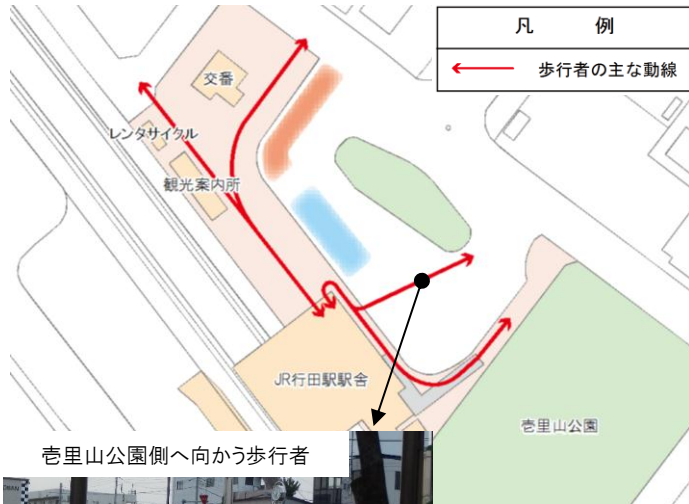 凡 例
歩行者の主な動線
交番
レンタサイクル
観光案内所
JR行田駅駅舎
壱里山公園
壱里山公園側へ向かう歩行者